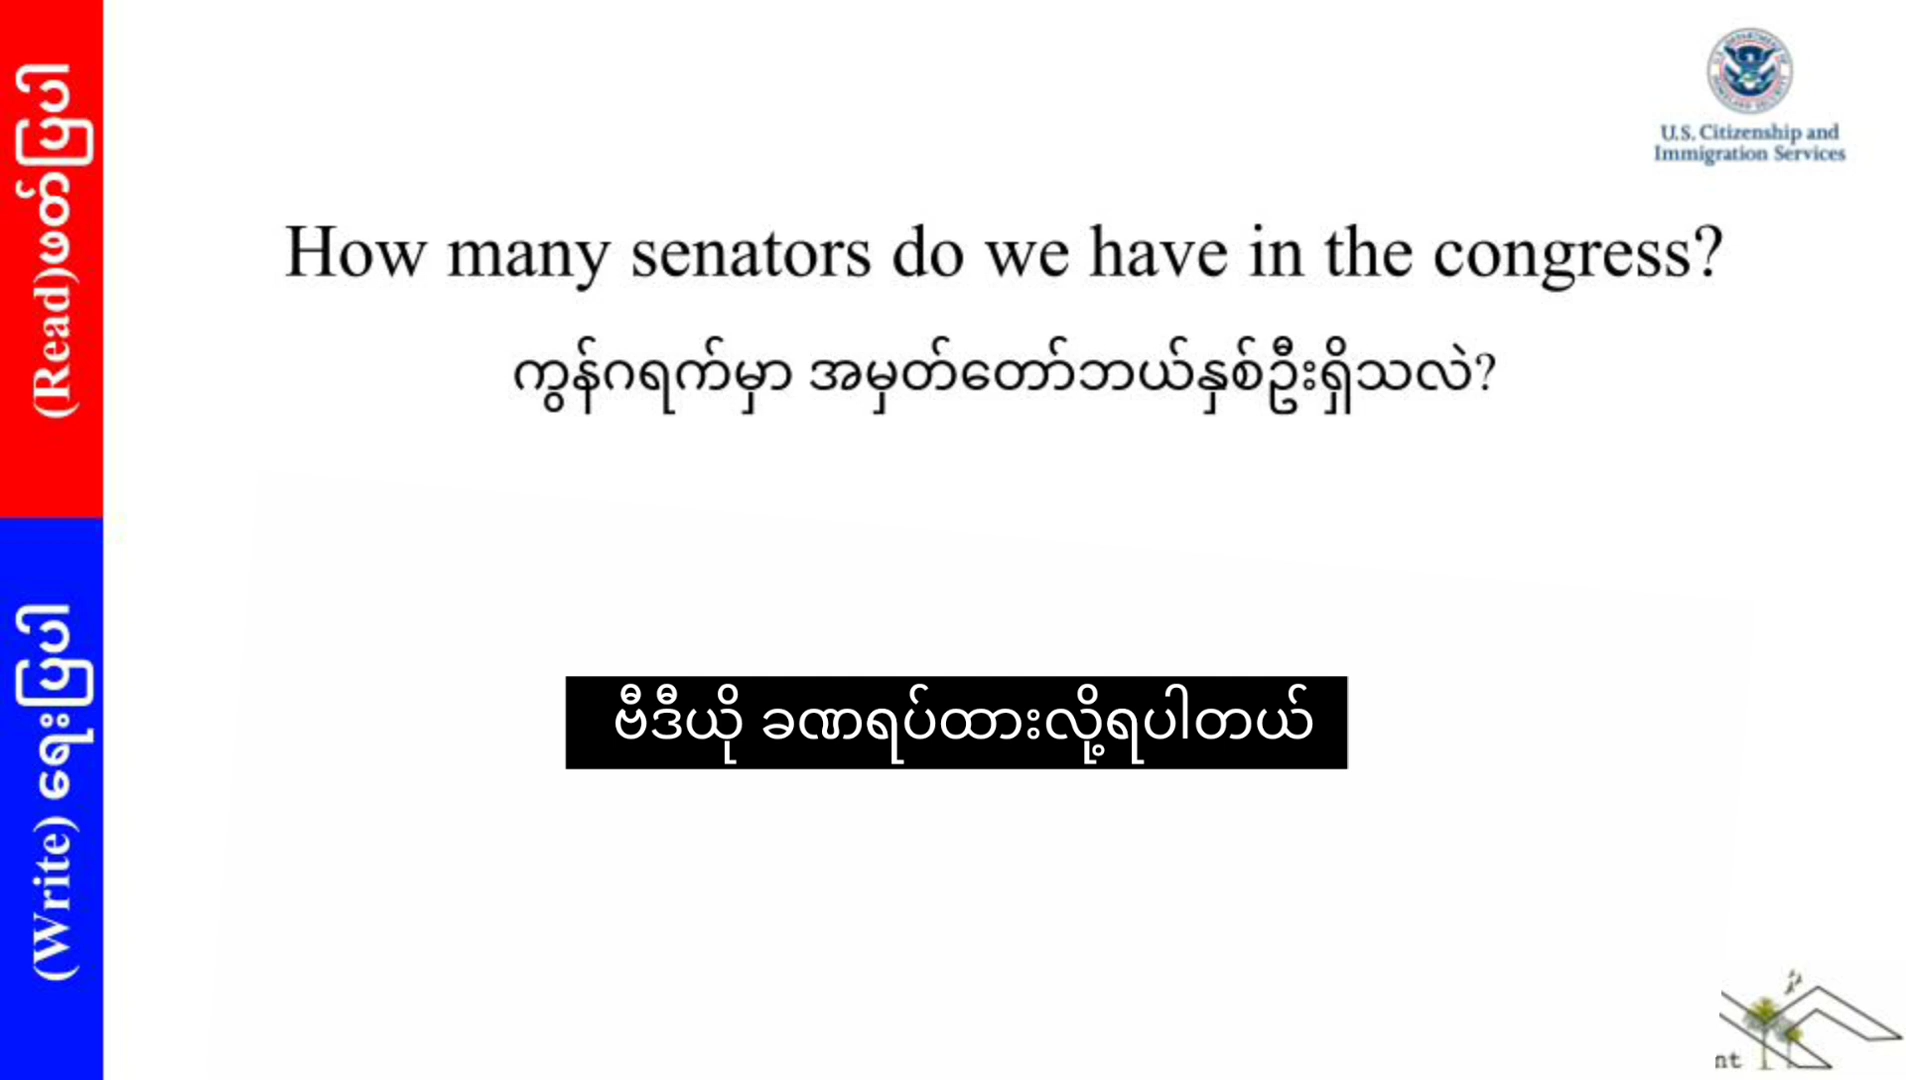 (Read)ဖတ်ပြပါ
(Write) ရေးပြပါ
U.S. Citizenship and
Immigration Services
How many senators do we have in the congress?
ကွန်ဂရက်မှာ အမှတ်တော်ဘယ်နှစ်ဦးရှိသလဲ?
ဗီဒီယို ခဏရပ်ထားလို့ရပါတယ်
nt